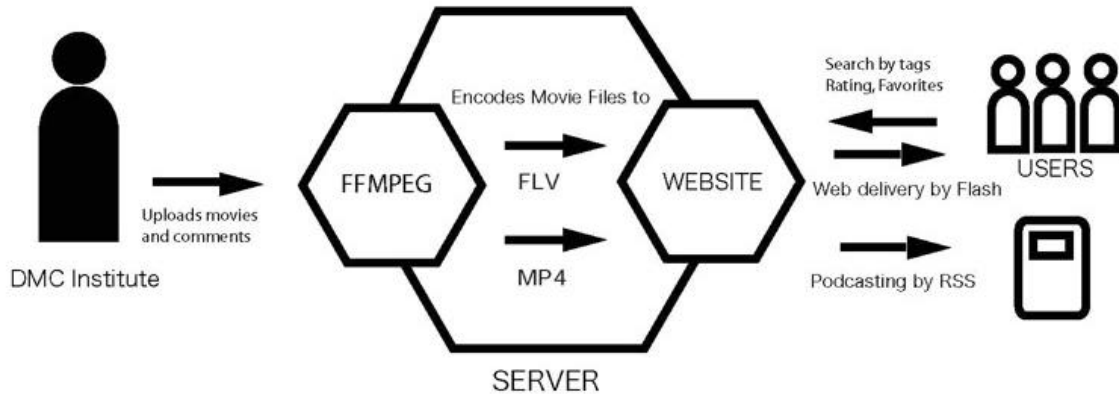 DMC Institute
Uploads movies
and comments
FFMPEG
Encodes Movie Files to
FLV
MP4
WEBSITE
SERVER
Search by tags
Rating, Favorites
USERS
Web delivery by Flash
Podcasting by RSS